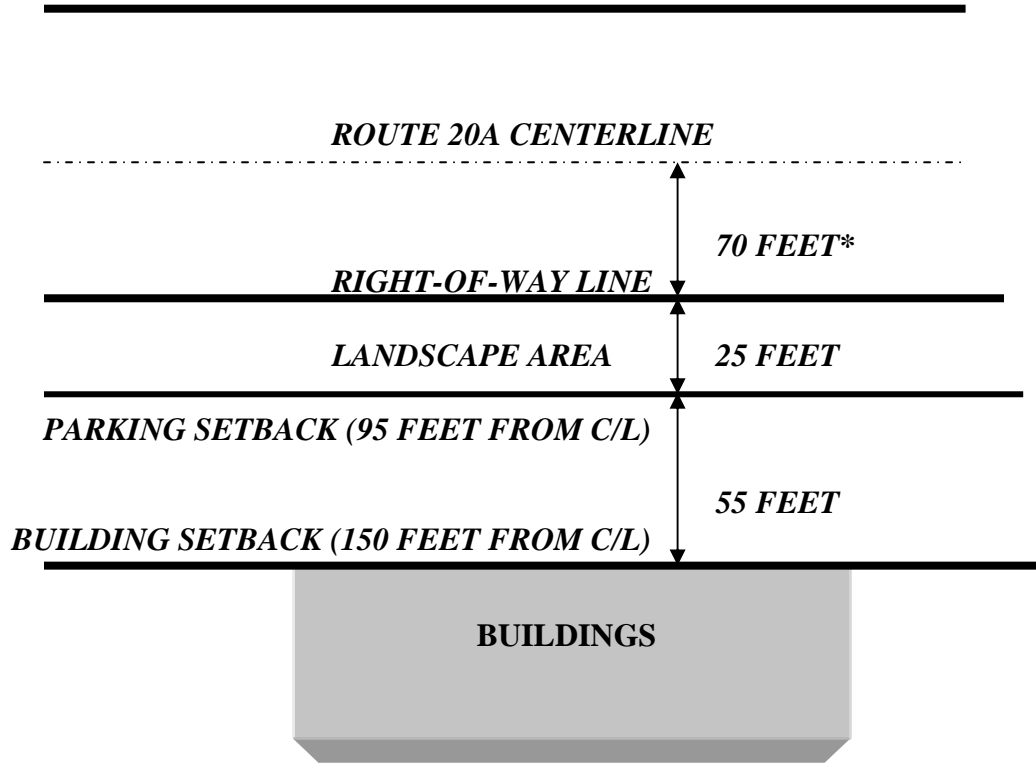 ROUTE 20A CENTERLINE
70 FEET*
RIGHT-OF-WAY LINE
LANDSCAPE AREA 25 FEET
PARKING SETBACK (95 FEET FROM C/L)
55 FEET
BUILDING SETBACK (150 FEET FROM C/L)
BUILDINGS